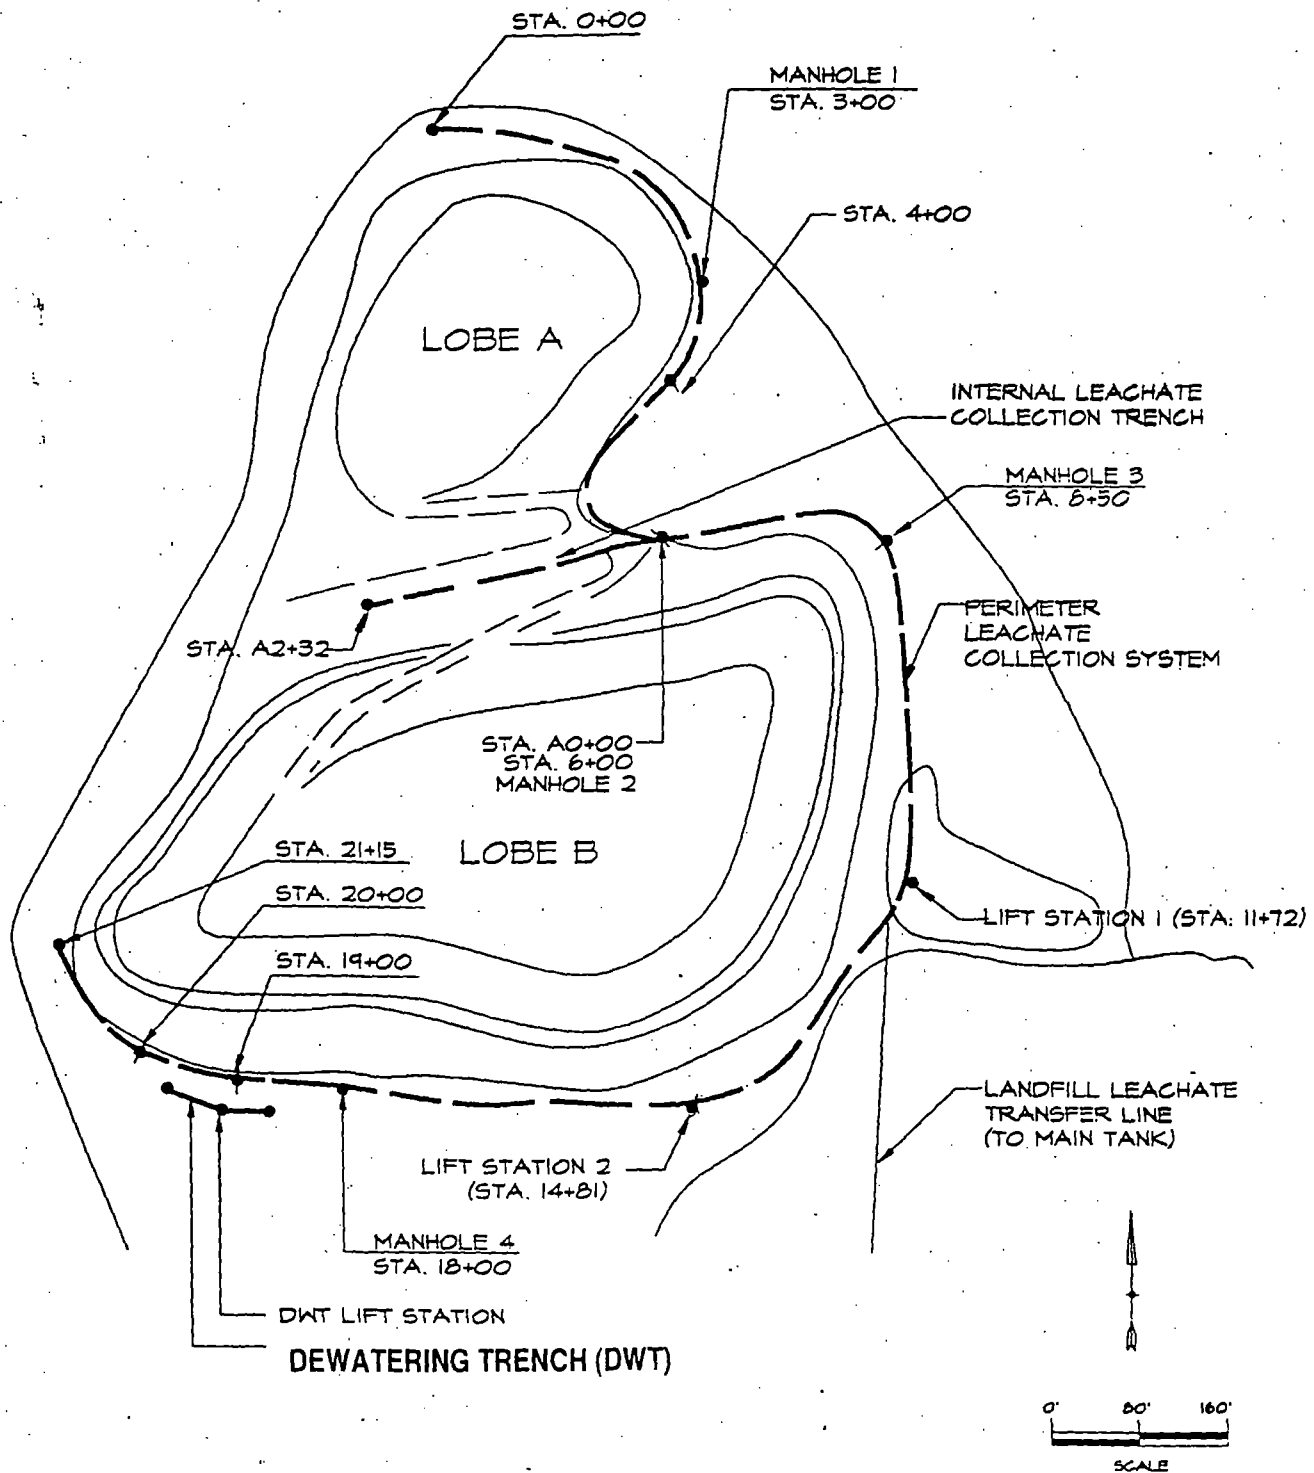 STA. 0+00
MANHOLE 1
STA. 3+00
STA. 4+00
LOBE A
INTERNAL LEACHATE
COLLECTION TRENCH
MANHOLE 3
STA. 8+50
PERIMETER
LEACHATE
COLLECTION SYSTEM
STA. A2+32
STA. A0+00
STA. 6+00
MANHOLE 2
STA. 21+15
LOBE B
STA. 20+00
LIFT STATION 1 (STA: 11+72)
STA. 19+00
LANDFILL LEACHATE
TRANSFER LINE
(TO MAIN TANK)
LIFT STATION 2
(STA. 14+81)
MANHOLE 4
STA. 18+00
DWT LIFT STATION
DEWATERING TRENCH (DWT)
0' 80' 160'
SCALE